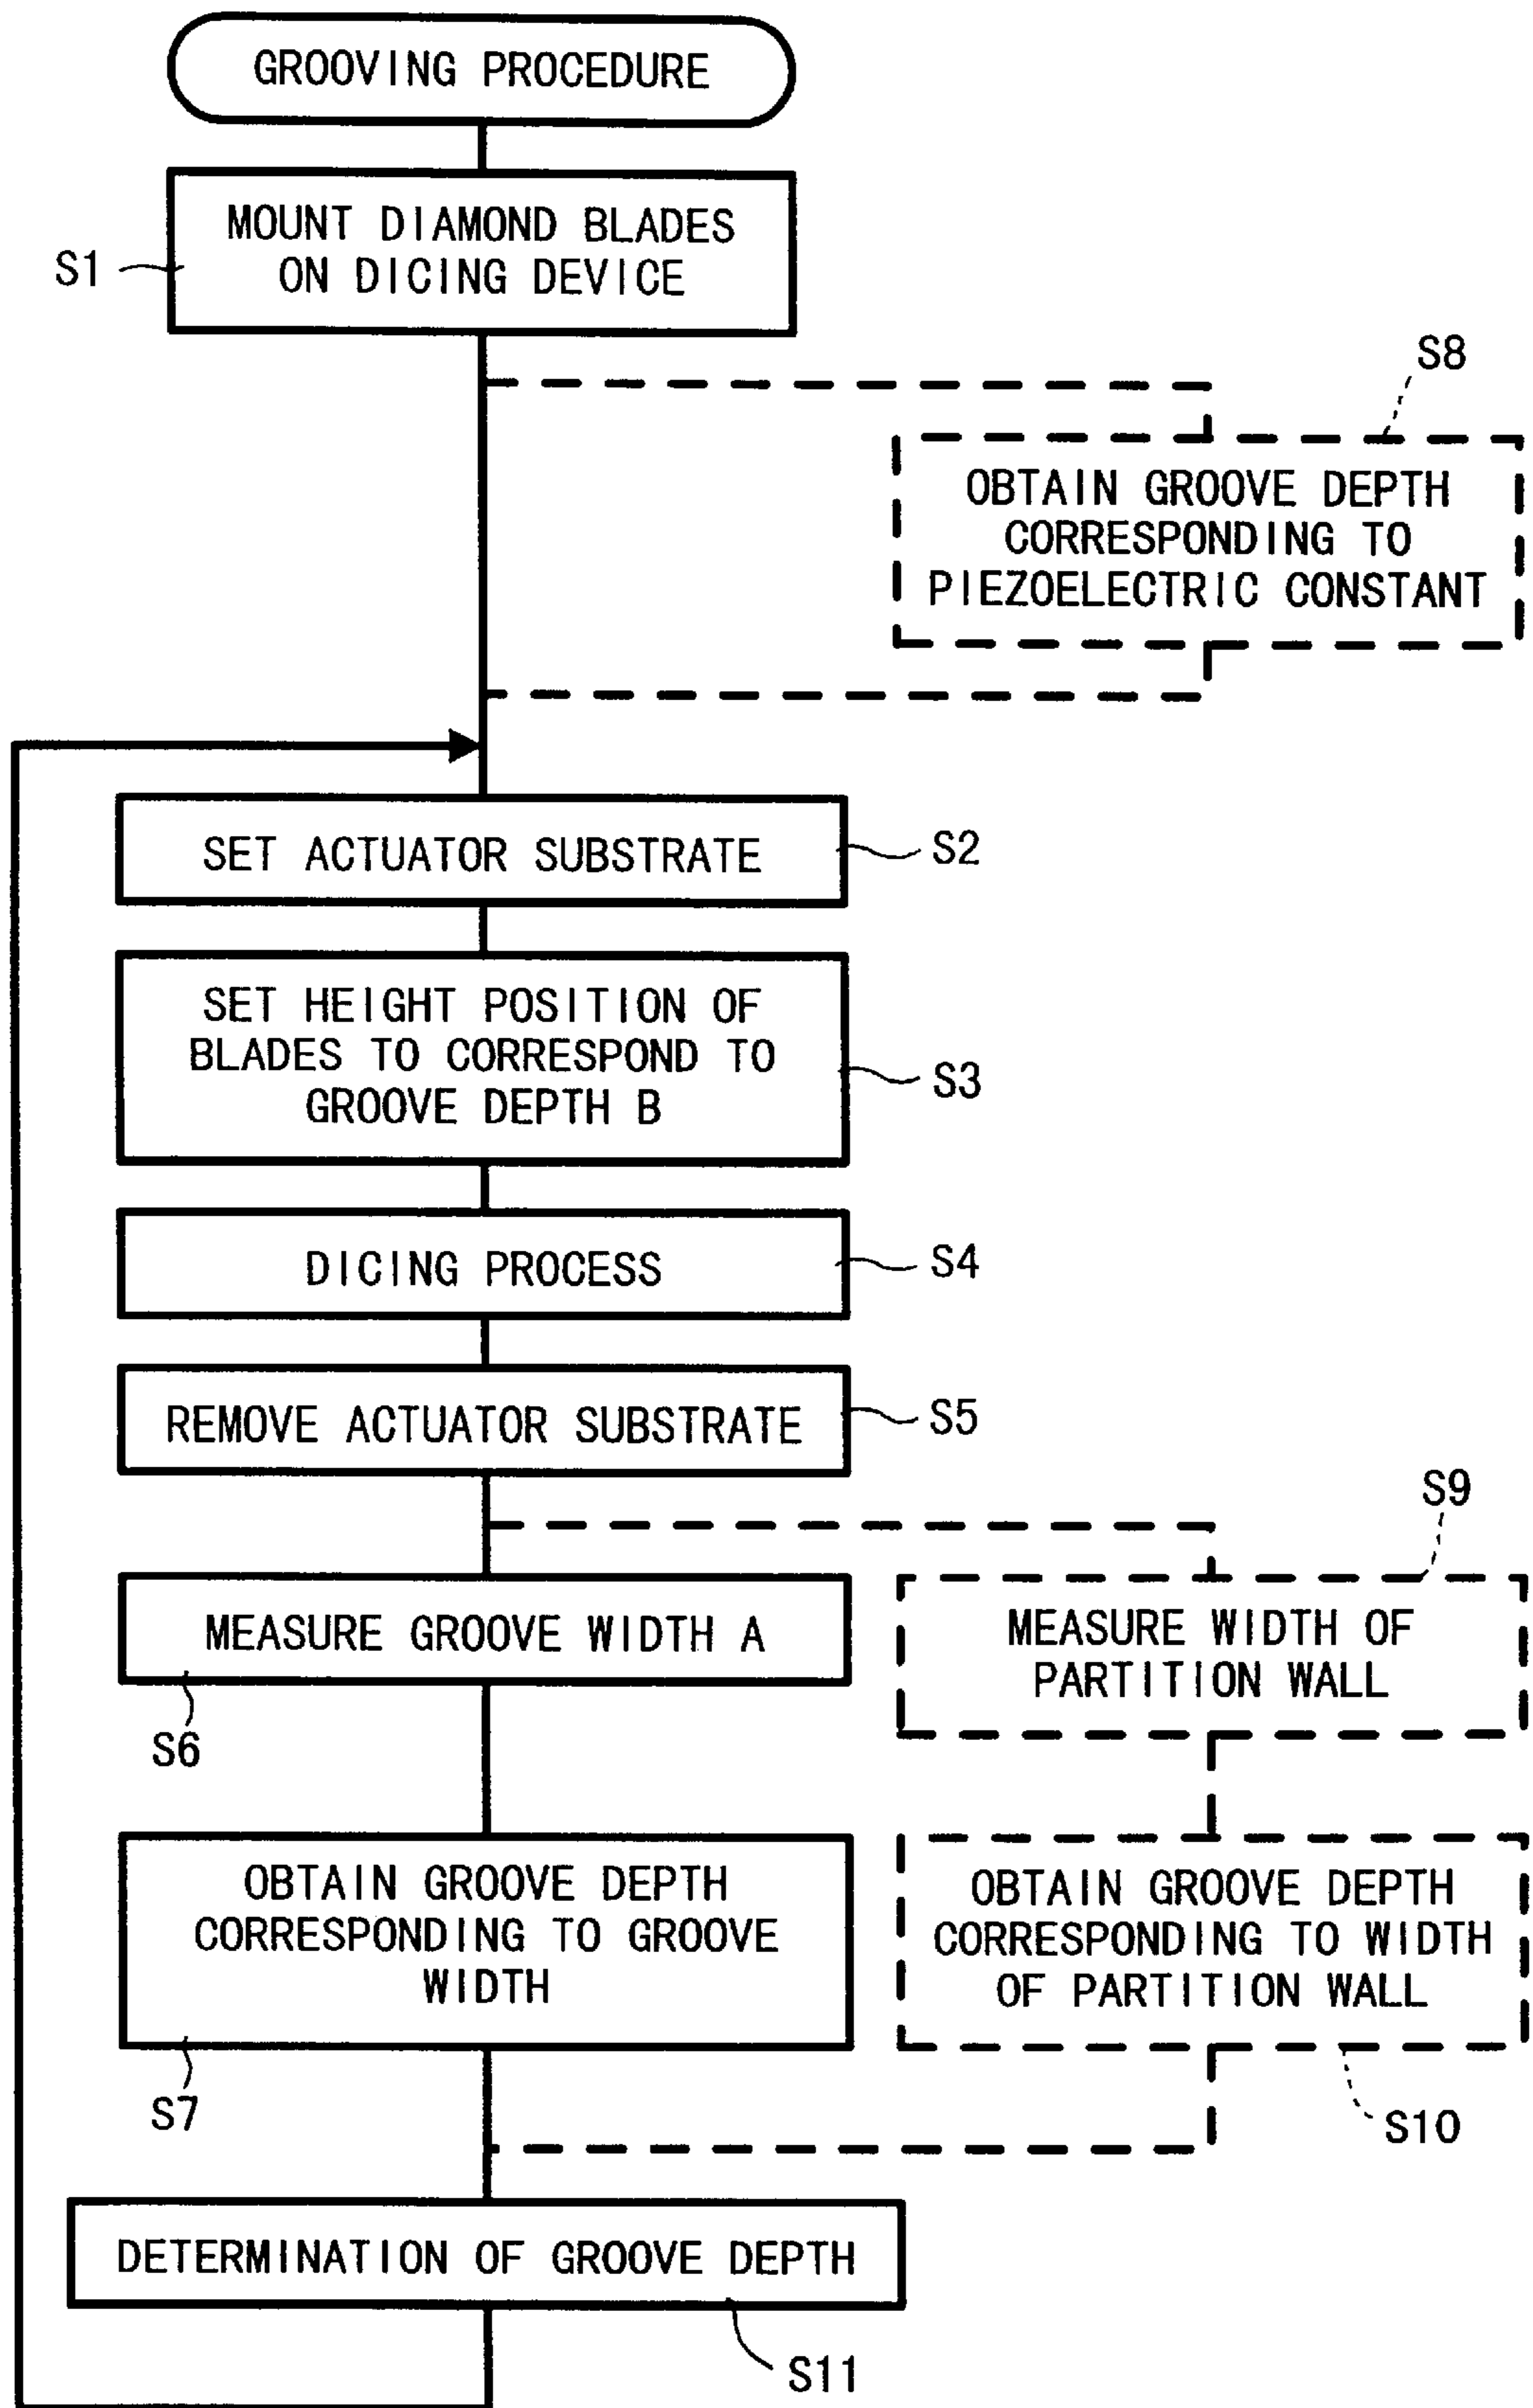 GROOVING PROCEDURE
MOUNT DIAMOND BLADES
ON DICING DEVICE
S1
S8
OBTAIN GROOVE DEPTH
CORRESPONDING TO
PIEZOELECTRIC CONSTANT
SET ACTUATOR SUBSTRATE
S2
SET HEIGHT POSITION OF
BLADES TO CORRESPOND TO
GROOVE DEPTH B
S3
DICING PROCESS
S4
REMOVE ACTUATOR SUBSTRATE
S5
MEASURE GROOVE WIDTH A
S6
S9
MEASURE WIDTH OF
PARTITION WALL
OBTAIN GROOVE DEPTH
CORRESPONDING TO GROOVE
WIDTH
S7
OBTAIN GROOVE DEPTH
CORRESPONDING TO WIDTH
OF PARTITION WALL
S10
DETERMINATION OF GROOVE DEPTH
S11